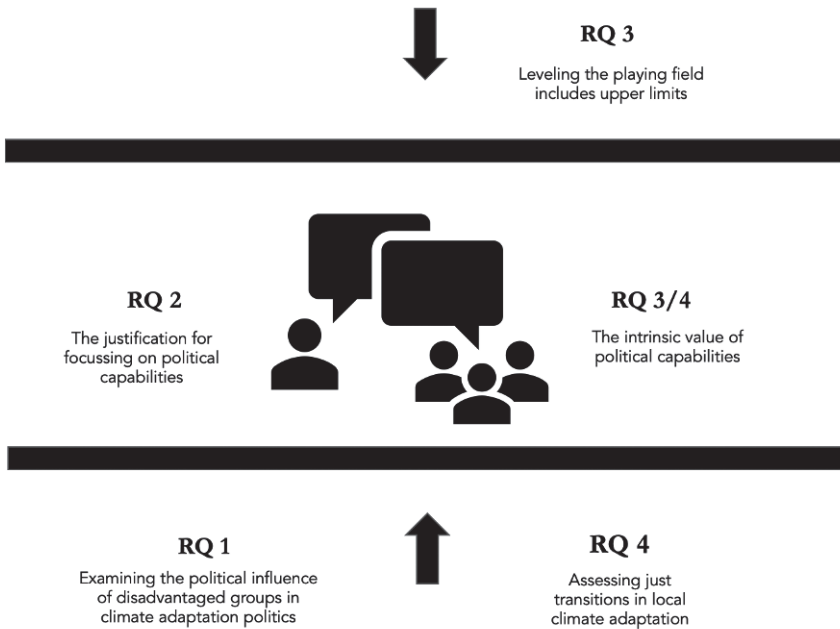 RQ 3
Leveling the playing field
includes upper limits
RQ 2
The justification for
focussing on political
capabilities
RQ 3/4
The intrinsic value of
political capabilities
RQ 1
Examining the political influence
of disadvantaged groups in
climate adaptation politics
RQ 4
Assessing just
transitions in local
climate adaptation